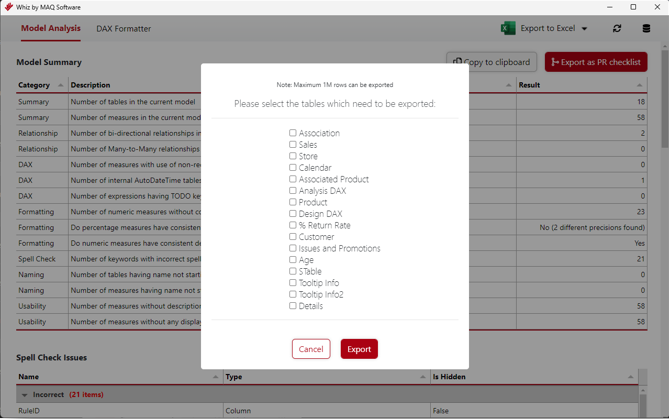 Whiz by MAQ Software
Model Analysis DAX Formatter Export to Excel
Model Summary Copy to clipboard Export as PR checklist
Category Description Result
Summary Number of tables in the current model 18
Summary Number of measures in the current mod 58
Relationship Number of bi-directional relationships in 2
Relationship Number of Many-to-Many relationships 0
DAX Number of measures with use of non-re 0
DAX Number of internal AutoDateTime tables 1
DAX Number of expressions having TODO key 0
Formatting Number of numeric measures without co 23
Formatting Do percentage measures have consistent No (2 different precisions found)
Formatting Do numeric measures have consistent de Yes
Spell Check Number of keywords with incorrect spell 21
Naming Number of tables having name not start 0
Naming Number of measures having name not s 0
Usability Number of measures without description 58
Usability Number of measures without any display 58
Note: Maximum 1M rows can be exported
Please select the tables which need to be exported:
Association
Sales
Store
Calendar
Associated Product
Analysis DAX
Product
Design DAX
% Return Rate
Customer
Issues and Promotions
Age
STable
Tooltip Info
Tooltip Info2
Details
Cancel Export
Spell Check Issues
Name Type Is Hidden
Incorrect (21 items)
RuleID Column False